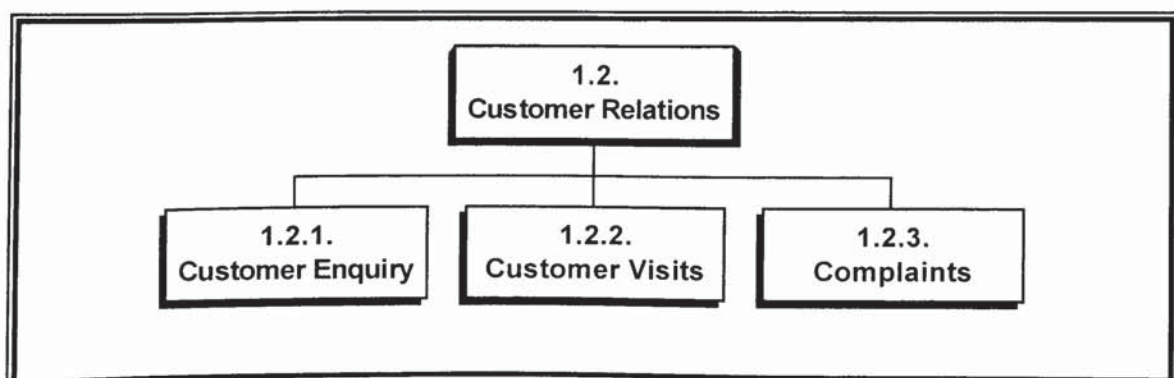 1.2.
Customer Relations
1.2.1.
Customer Enquiry
1.2.2.
Customer Visits
1.2.3.
Complaints